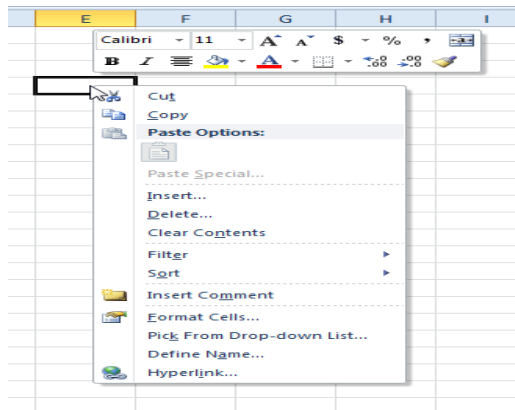 E F G H I
Calibri 11 A A $ % ,
B I A .00 .0 .00
Cut
Copy
Paste Options:
Paste Special...
Insert...
Delete...
Clear Contents
Filter
Sort
Insert Comment
Format Cells...
Pick From Drop-down List...
Define Name...
Hyperlink...